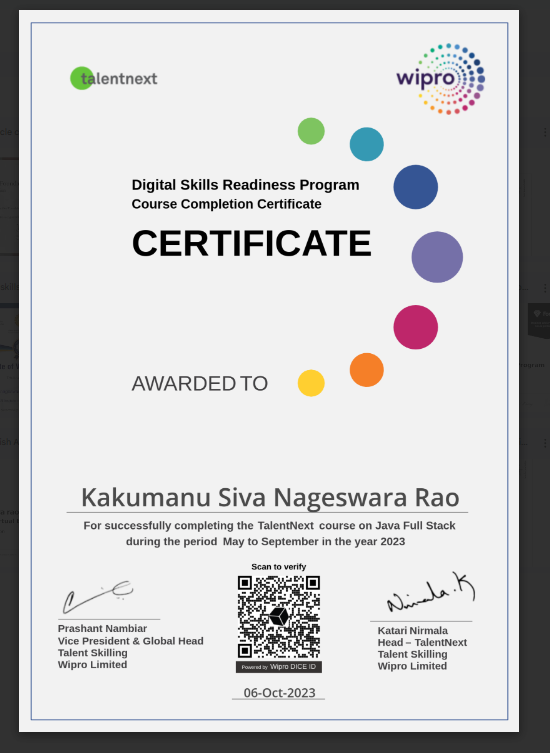 talentnext
wipro
Digital Skills Readiness Program
Course Completion Certificate
CERTIFICATE
AWARDED TO
Kakumanu Siva Nageswara Rao
For successfully completing the TalentNext course on Java Full Stack
during the period May to September in the year 2023
Scan to verify
Nirmala.K
Prashant Nambiar
Vice President & Global Head
Talent Skilling
Wipro Limited
Powered by Wipro DICE ID
Katari Nirmala
Head – TalentNext
Talent Skilling
Wipro Limited
06-Oct-2023